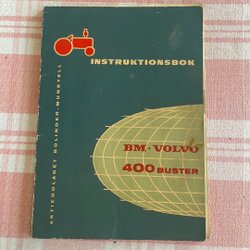 INSTRUKTIONSBOK
BM·VOLVO
400 BUSTER
AKTIEBOLAGET BOLINDER-MUNKTELL